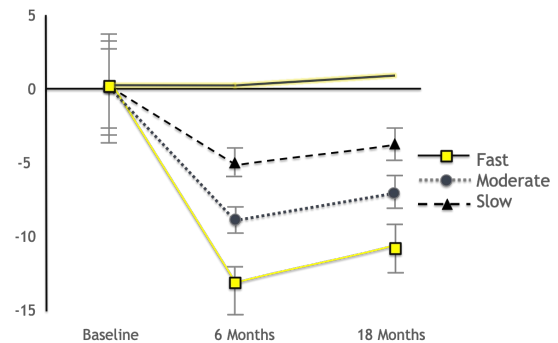 5
0
-5
-10
-15
Baseline
6 Months
18 Months
Fast
Moderate
Slow